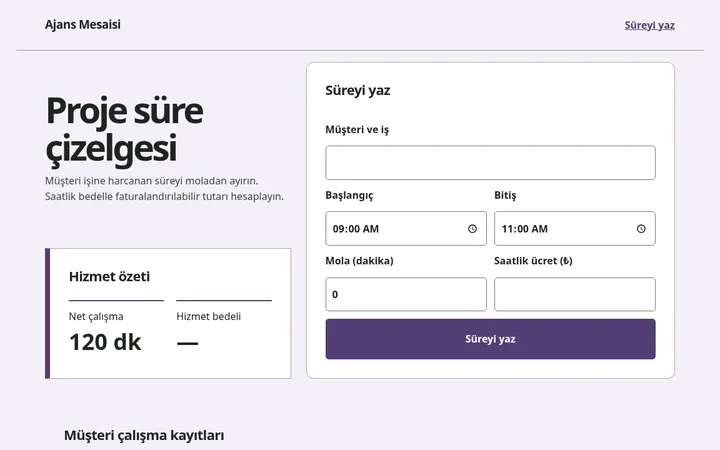 Ajans Mesaisi
Süreyi yaz
Proje süre
çizelgesi
Müşteri işine harcanan süreyi moladan ayırın.
Saatlik bedelle faturalandırılabilir tutarı hesaplayın.
Hizmet özeti
Net çalışma
120 dk
Hizmet bedeli
—
Süreyi yaz
Müşteri ve iş
Başlangıç
09:00 AM
Bitiş
11:00 AM
Mola (dakika)
0
Saatlik ücret (₺)
Süreyi yaz
Müşteri çalışma kayıtları